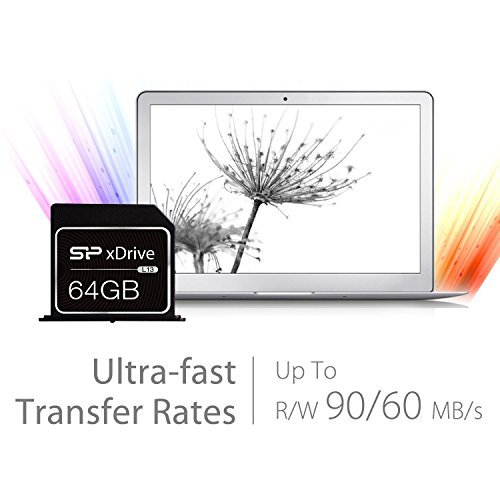 SP xDrive
L13
64GB
Ultra-fast
Transfer Rates
Up To
R/W 90/60 MB/s